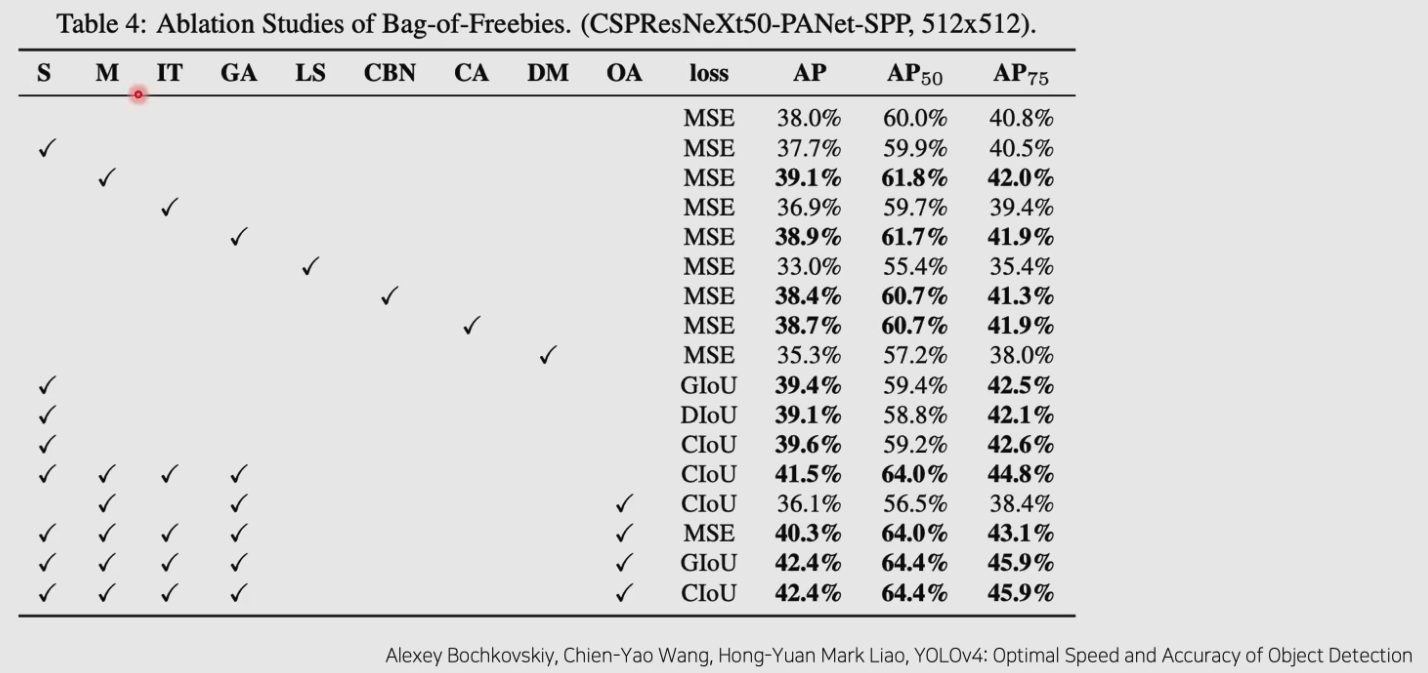 Table 4: Ablation Studies of Bag-of-Freebies. (CSPResNeXt50-PANet-SPP, 512x512).
S M IT GA LS CBN CA DM OA loss AP AP50 AP75
MSE 38.0% 60.0% 40.8%
✓ MSE 37.7% 59.9% 40.5%
✓ MSE 39.1% 61.8% 42.0%
✓ MSE 36.9% 59.7% 39.4%
✓ MSE 38.9% 61.7% 41.9%
✓ MSE 33.0% 55.4% 35.4%
✓ MSE 38.4% 60.7% 41.3%
✓ MSE 38.7% 60.7% 41.9%
✓ MSE 35.3% 57.2% 38.0%
✓ GIoU 39.4% 59.4% 42.5%
✓ DIoU 39.1% 58.8% 42.1%
✓ CIoU 39.6% 59.2% 42.6%
✓ ✓ ✓ ✓ CIoU 41.5% 64.0% 44.8%
✓ ✓ ✓ CIoU 36.1% 56.5% 38.4%
✓ ✓ ✓ ✓ ✓ MSE 40.3% 64.0% 43.1%
✓ ✓ ✓ ✓ ✓ GIoU 42.4% 64.4% 45.9%
✓ ✓ ✓ ✓ ✓ CIoU 42.4% 64.4% 45.9%
Alexey Bochkovskiy, Chien-Yao Wang, Hong-Yuan Mark Liao, YOLOv4: Optimal Speed and Accuracy of Object Detection